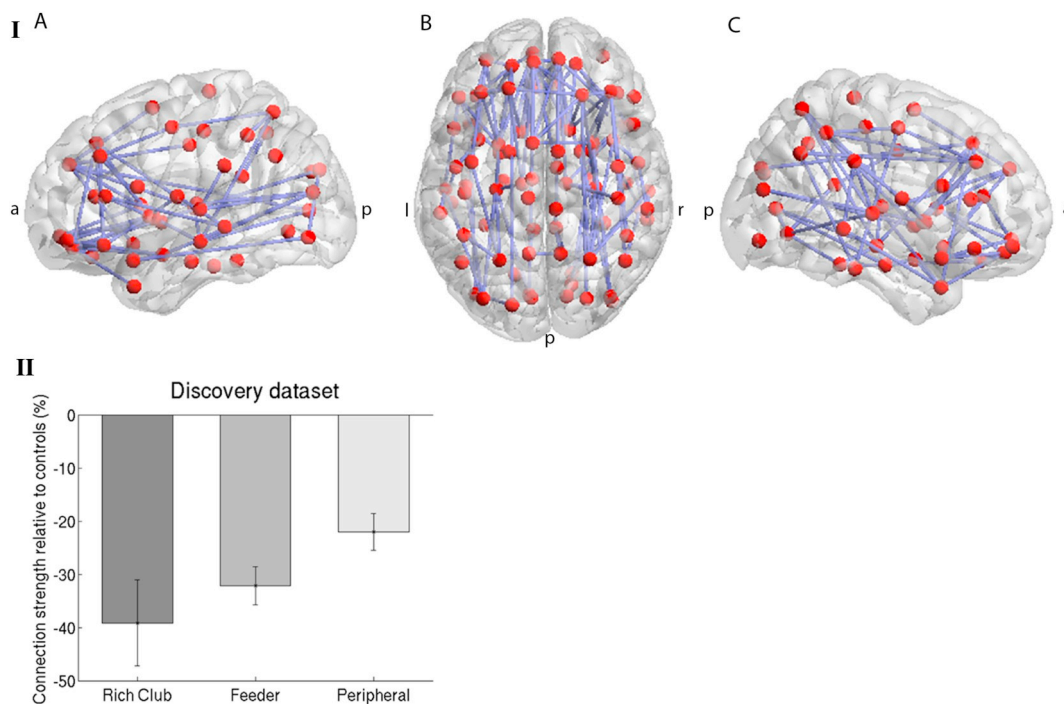 I
A
B
C
a
p
l
r
p
p
II
Discovery dataset
Connection strength relative to controls (%)
0
-10
-20
-30
-40
-50
Rich Club
Feeder
Peripheral